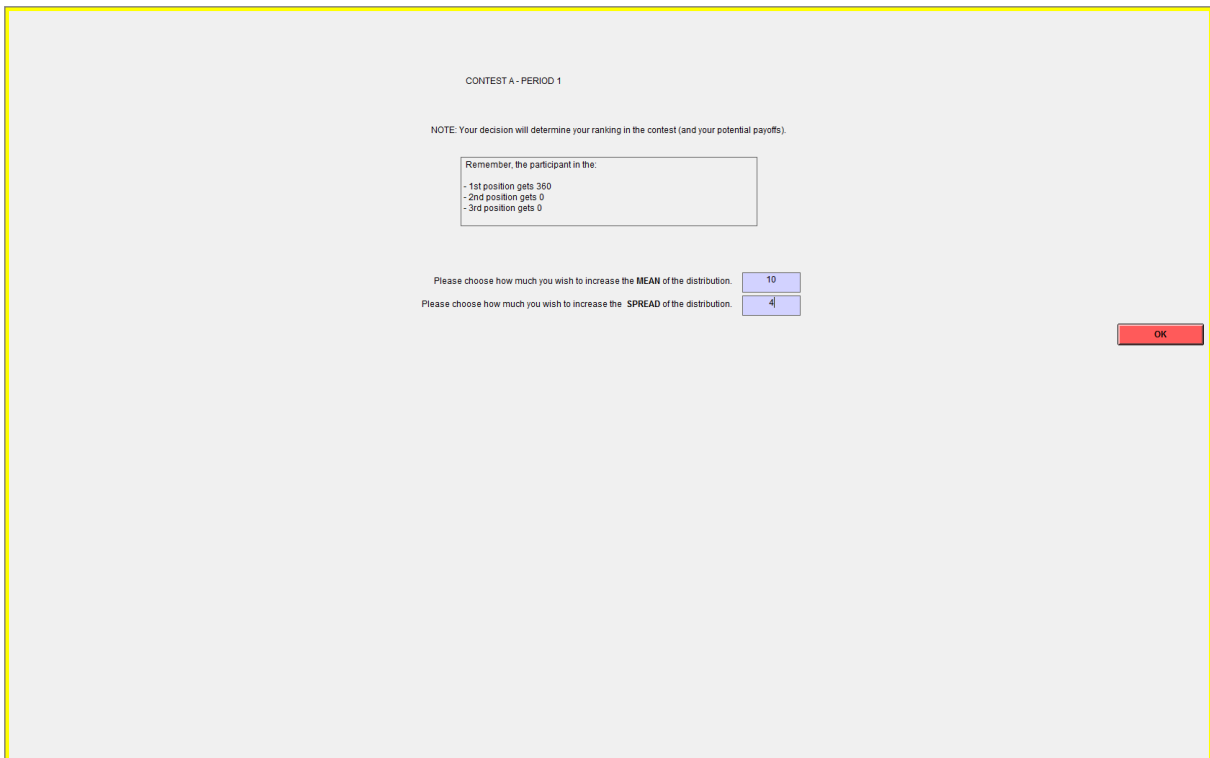 CONTEST A - PERIOD 1
NOTE: Your decision will determine your ranking in the contest (and your potential payoffs).
Remember, the participant in the:
- 1st position gets 360
- 2nd position gets 0
- 3rd position gets 0
Please choose how much you wish to increase the MEAN of the distribution. 10
Please choose how much you wish to increase the SPREAD of the distribution. 4
OK